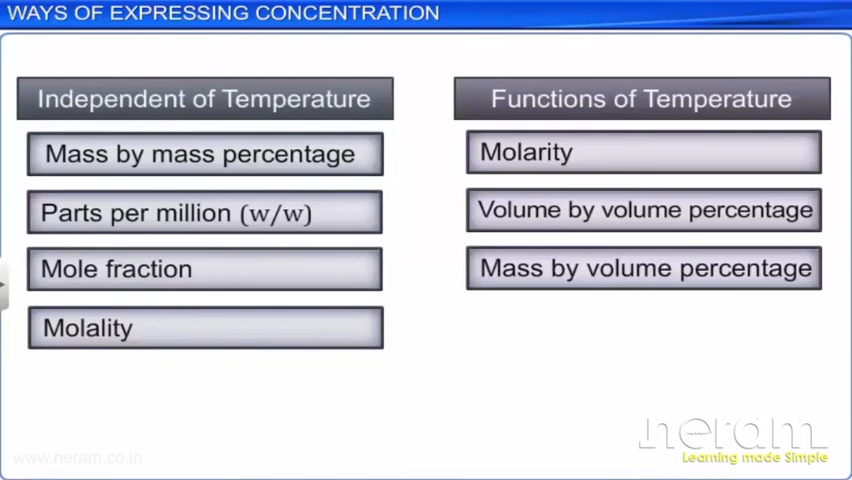 WAYS OF EXPRESSING CONCENTRATION
Independent of Temperature
Mass by mass percentage
Parts per million (w/w)
Mole fraction
Molality
Functions of Temperature
Molarity
Volume by volume percentage
Mass by volume percentage
neram
Learning made Simple
www.neram.co.in